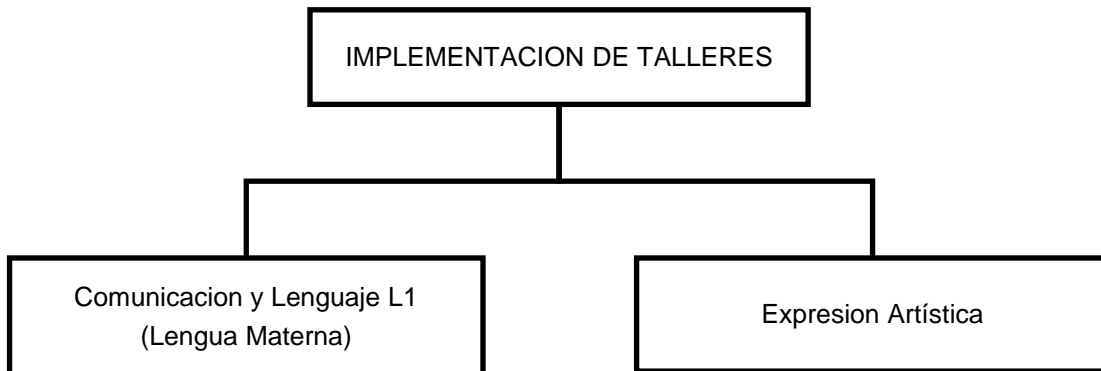 IMPLEMENTACION DE TALLERES
Comunicacion y Lenguaje L1
(Lengua Materna)
Expresion Artística